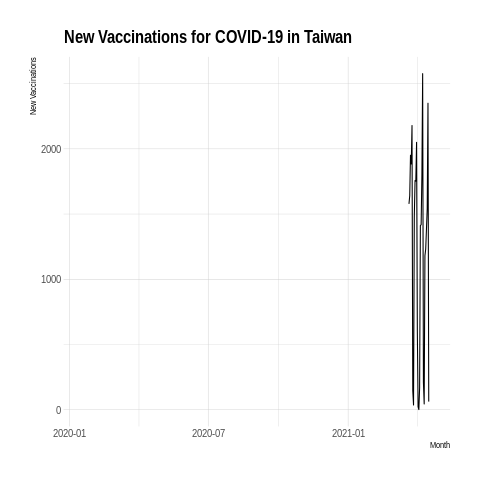 New Vaccinations for COVID-19 in Taiwan
New Vaccinations
2000
1000
0
2020-01
2020-07
2021-01
Month